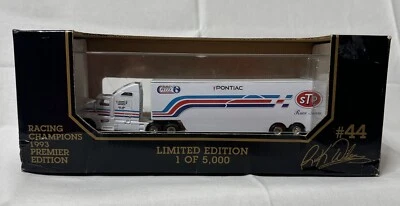 PONTIAC
STP
#44
RACING
CHAMPIONS
1993
PREMIER
EDITION
LIMITED EDITION
1 OF 5,000